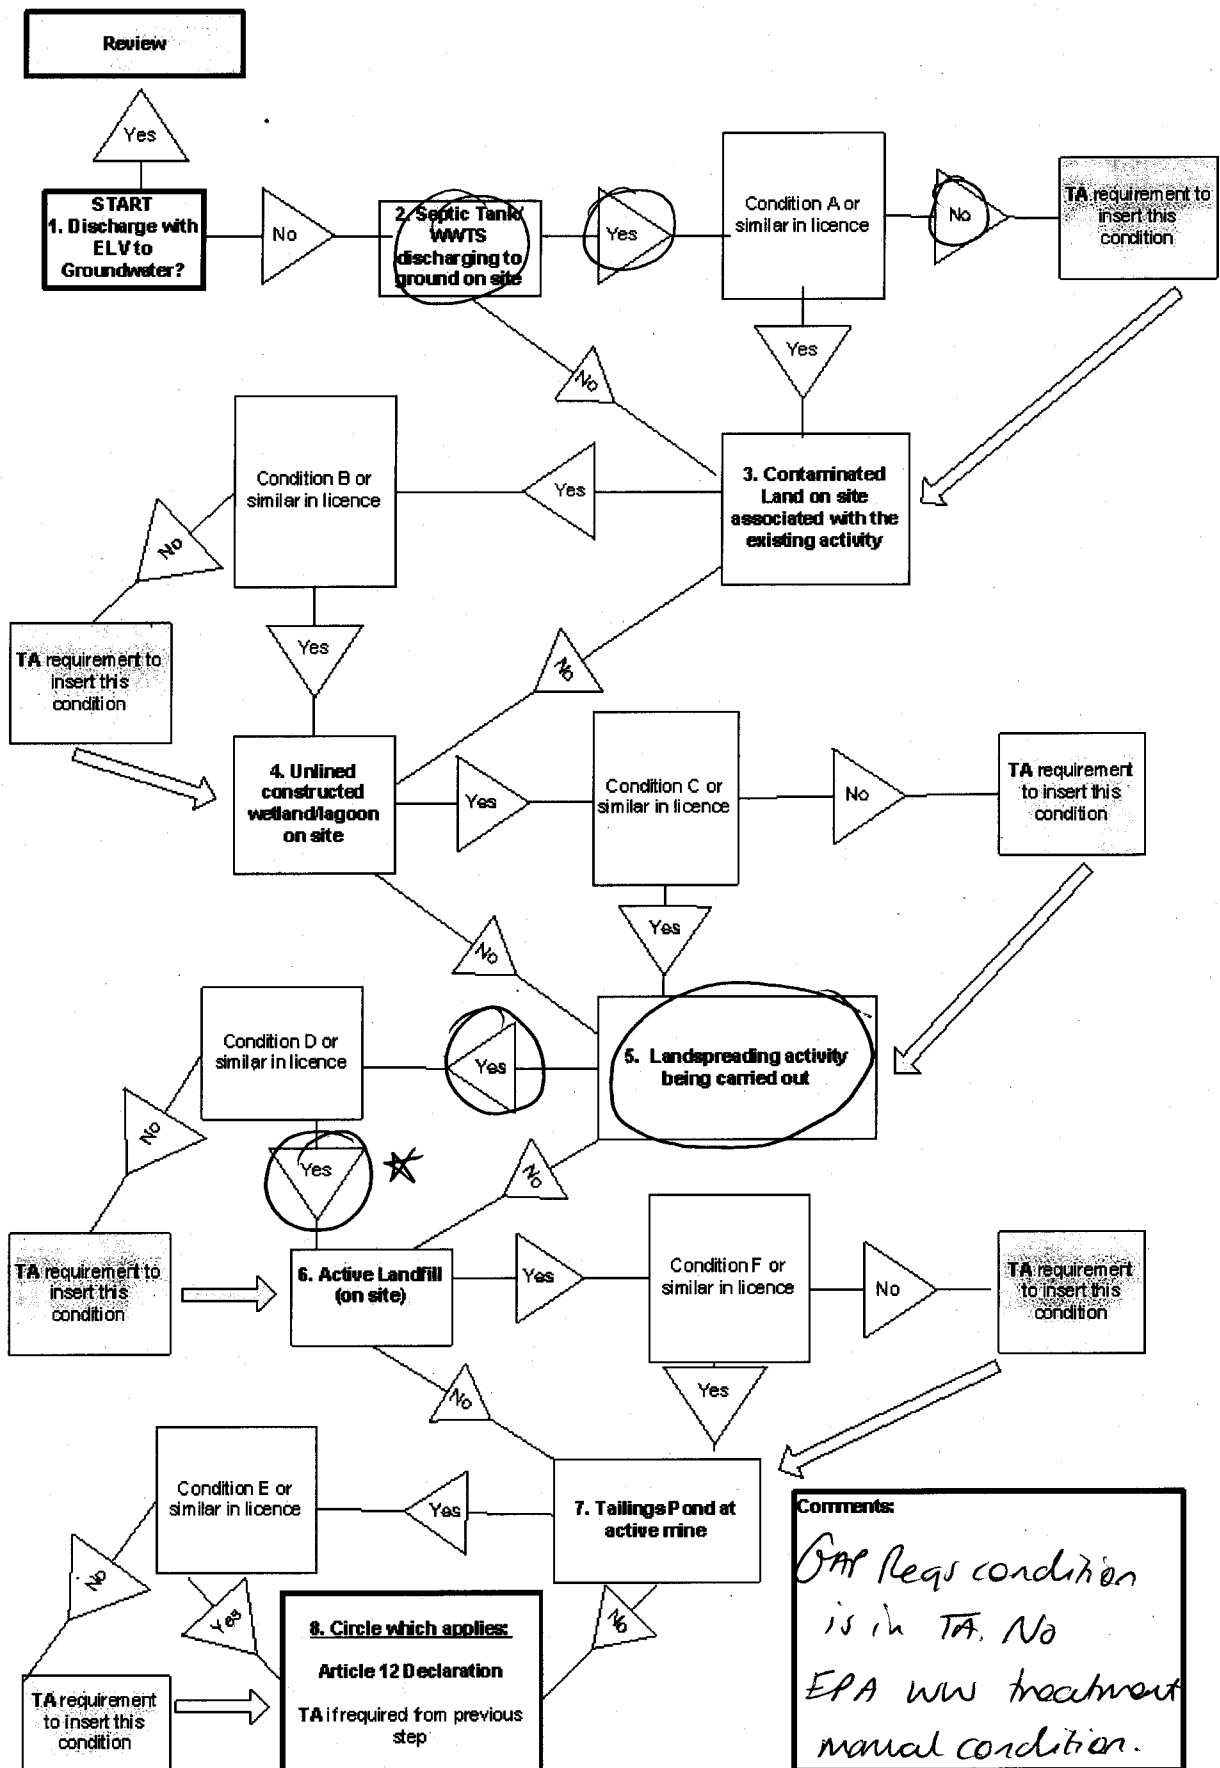 Review
Yes
START
1. Discharge with
ELV to
Groundwater?
No
2. Septic Tank/
WWTS
discharging to
ground on site
Yes
Condition A or
similar in licence
No
TA requirement to
insert this
condition
Yes
No
3. Contaminated
Land on site
associated with the
existing activity
Yes
Condition B or
similar in licence
No
TA requirement to
insert this
condition
Yes
No
4. Unlined
constructed
wetland/lagoon
on site
Yes
Condition C or
similar in licence
No
TA requirement
to insert this
condition
Yes
No
5. Landspreading activity
being carried out
Yes
Condition D or
similar in licence
No
TA requirement to
insert this
condition
Yes
No
6. Active Landfill
(on site)
Yes
Condition F or
similar in licence
No
TA requirement
to insert this
condition
Yes
No
7. Tailings Pond at
active mine
Yes
Condition E or
similar in licence
No
TA requirement
to insert this
condition
Yes
No
8. Circle which applies:
Article 12 Declaration
TA if required from previous
step
Comments:
GAP Regs condition
is in TA. No
EPA WW treatment
manual condition.